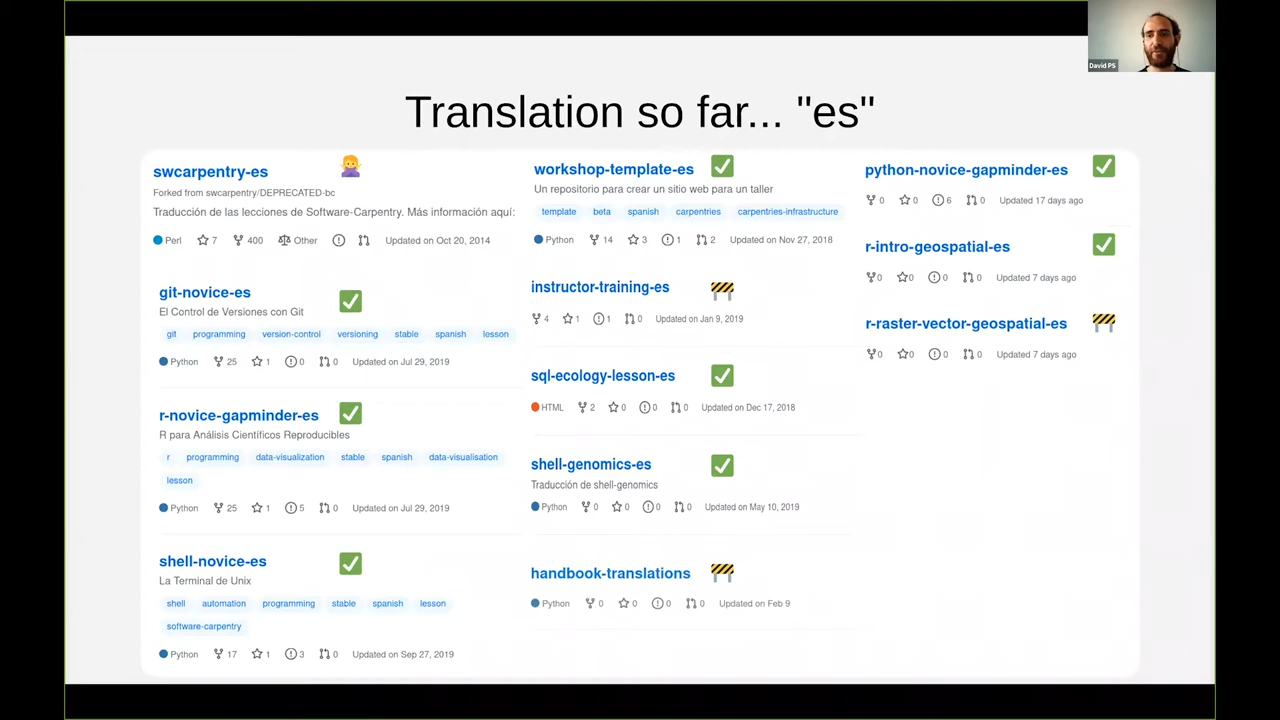 David PS
Translation so far... "es"
swcarpentry-es
Forked from swcarpentry/DEPRECATED-bc
Traducción de las lecciones de Software-Carpentry. Más información aquí:
Perl 7 400 Other Updated on Oct 20, 2014
git-novice-es
El Control de Versiones con Git
git programming version-control versioning stable spanish lesson
Python 25 1 0 0 Updated on Jul 29, 2019
r-novice-gapminder-es
R para Análisis Científicos Reproducibles
r programming data-visualization stable spanish data-visualisation
lesson
Python 25 1 5 0 Updated on Jul 29, 2019
shell-novice-es
La Terminal de Unix
shell automation programming stable spanish lesson
software-carpentry
Python 17 1 3 0 Updated on Sep 27, 2019
workshop-template-es
Un repositorio para crear un sitio web para un taller
template beta spanish carpentries carpentries-infrastructure
Python 14 3 1 2 Updated on Nov 27, 2018
instructor-training-es
4 1 1 0 Updated on Jan 9, 2019
sql-ecology-lesson-es
HTML 2 0 0 0 Updated on Dec 17, 2018
shell-genomics-es
Traducción de shell-genomics
Python 0 0 0 0 Updated on May 10, 2019
handbook-translations
Python 0 0 0 0 Updated on Feb 9
python-novice-gapminder-es
0 0 6 0 Updated 17 days ago
r-intro-geospatial-es
0 0 0 0 Updated 7 days ago
r-raster-vector-geospatial-es
0 0 0 0 Updated 7 days ago